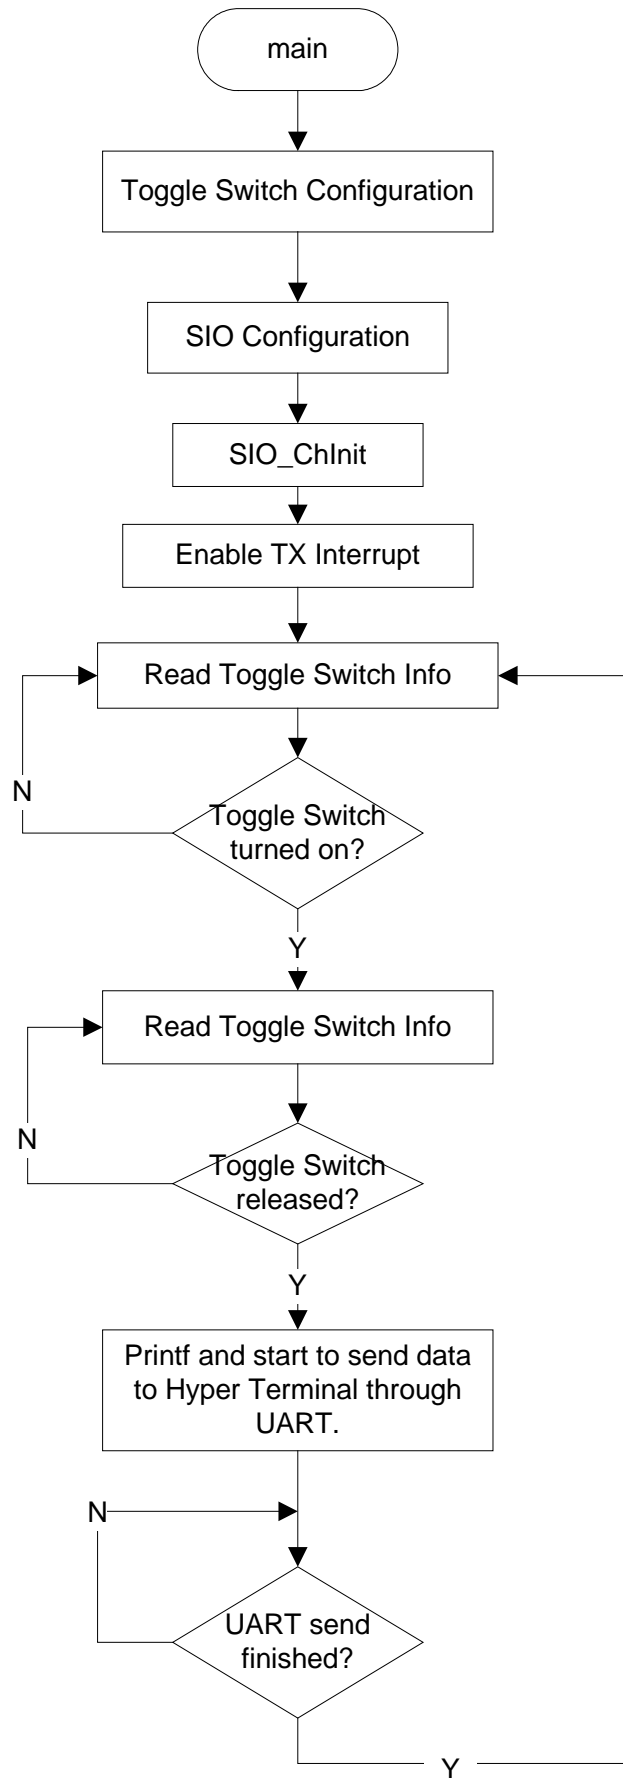 main
Toggle Switch Configuration
SIO Configuration
SIO_ChInit
Enable TX Interrupt
Read Toggle Switch Info
N
Toggle Switch
turned on?
Y
Read Toggle Switch Info
N
Toggle Switch
released?
Y
Printf and start to send data
to Hyper Terminal through
UART.
N
UART send
finished?
Y